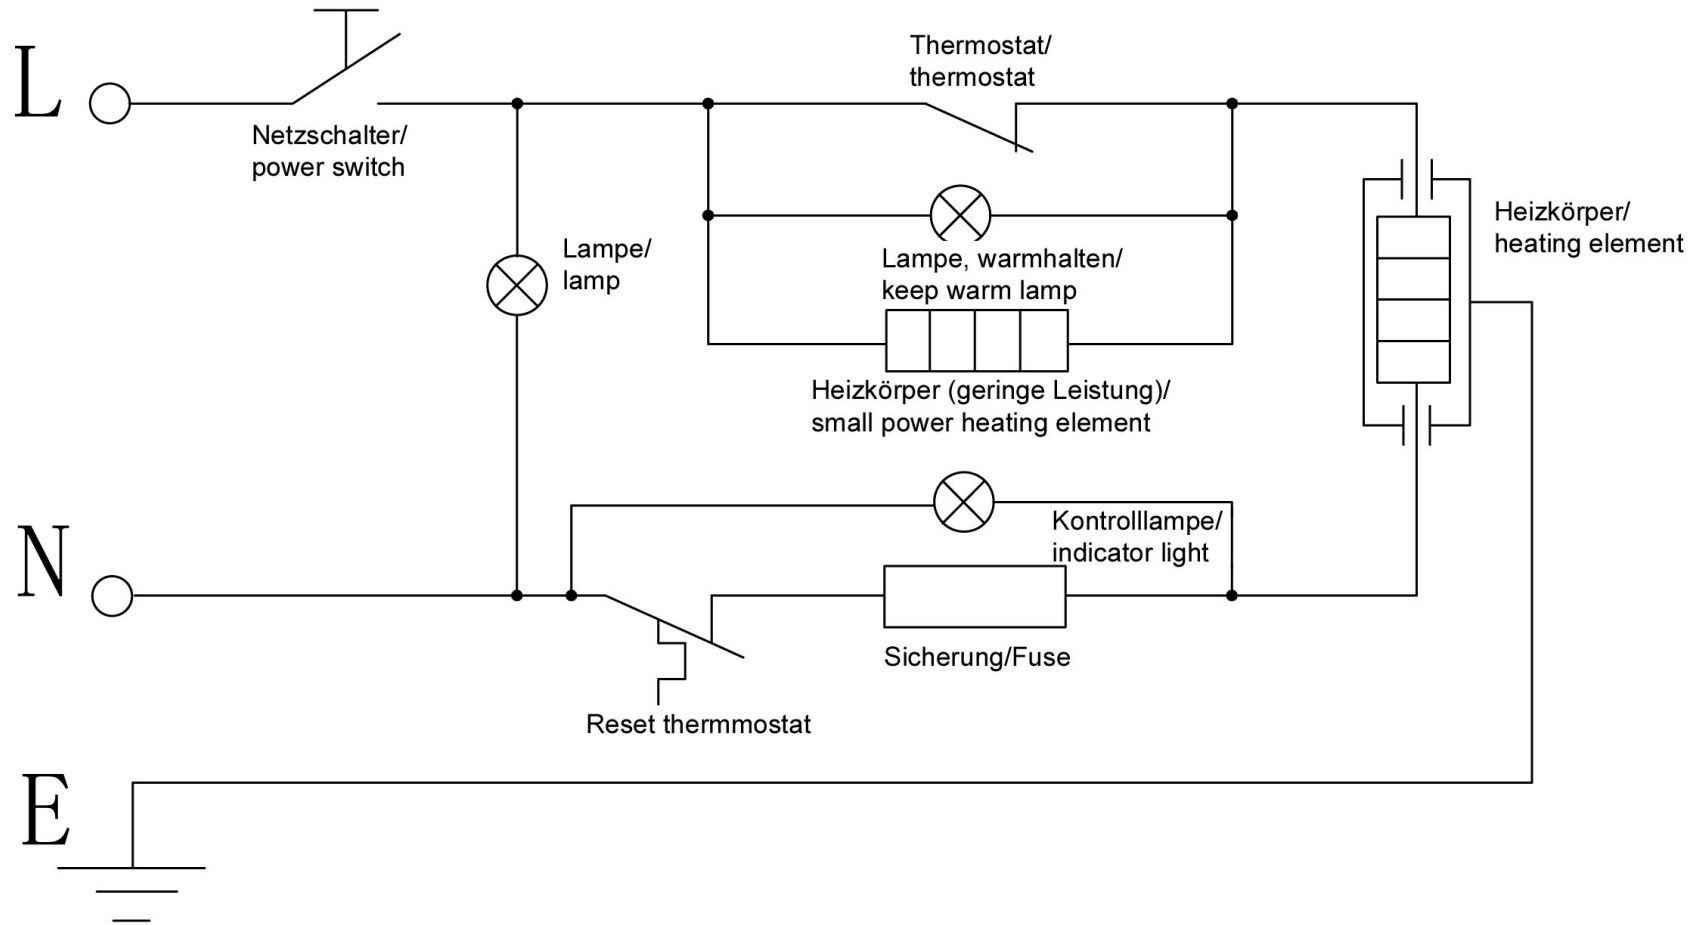 L
Netzschalter/
power switch
Thermostat/
thermostat
Heizkörper/
heating element
Lampe/
lamp
Lampe, warmhalten/
keep warm lamp
Heizkörper (geringe Leistung)/
small power heating element
N
Kontrolllampe/
indicator light
Sicherung/Fuse
Reset thermmostat
E